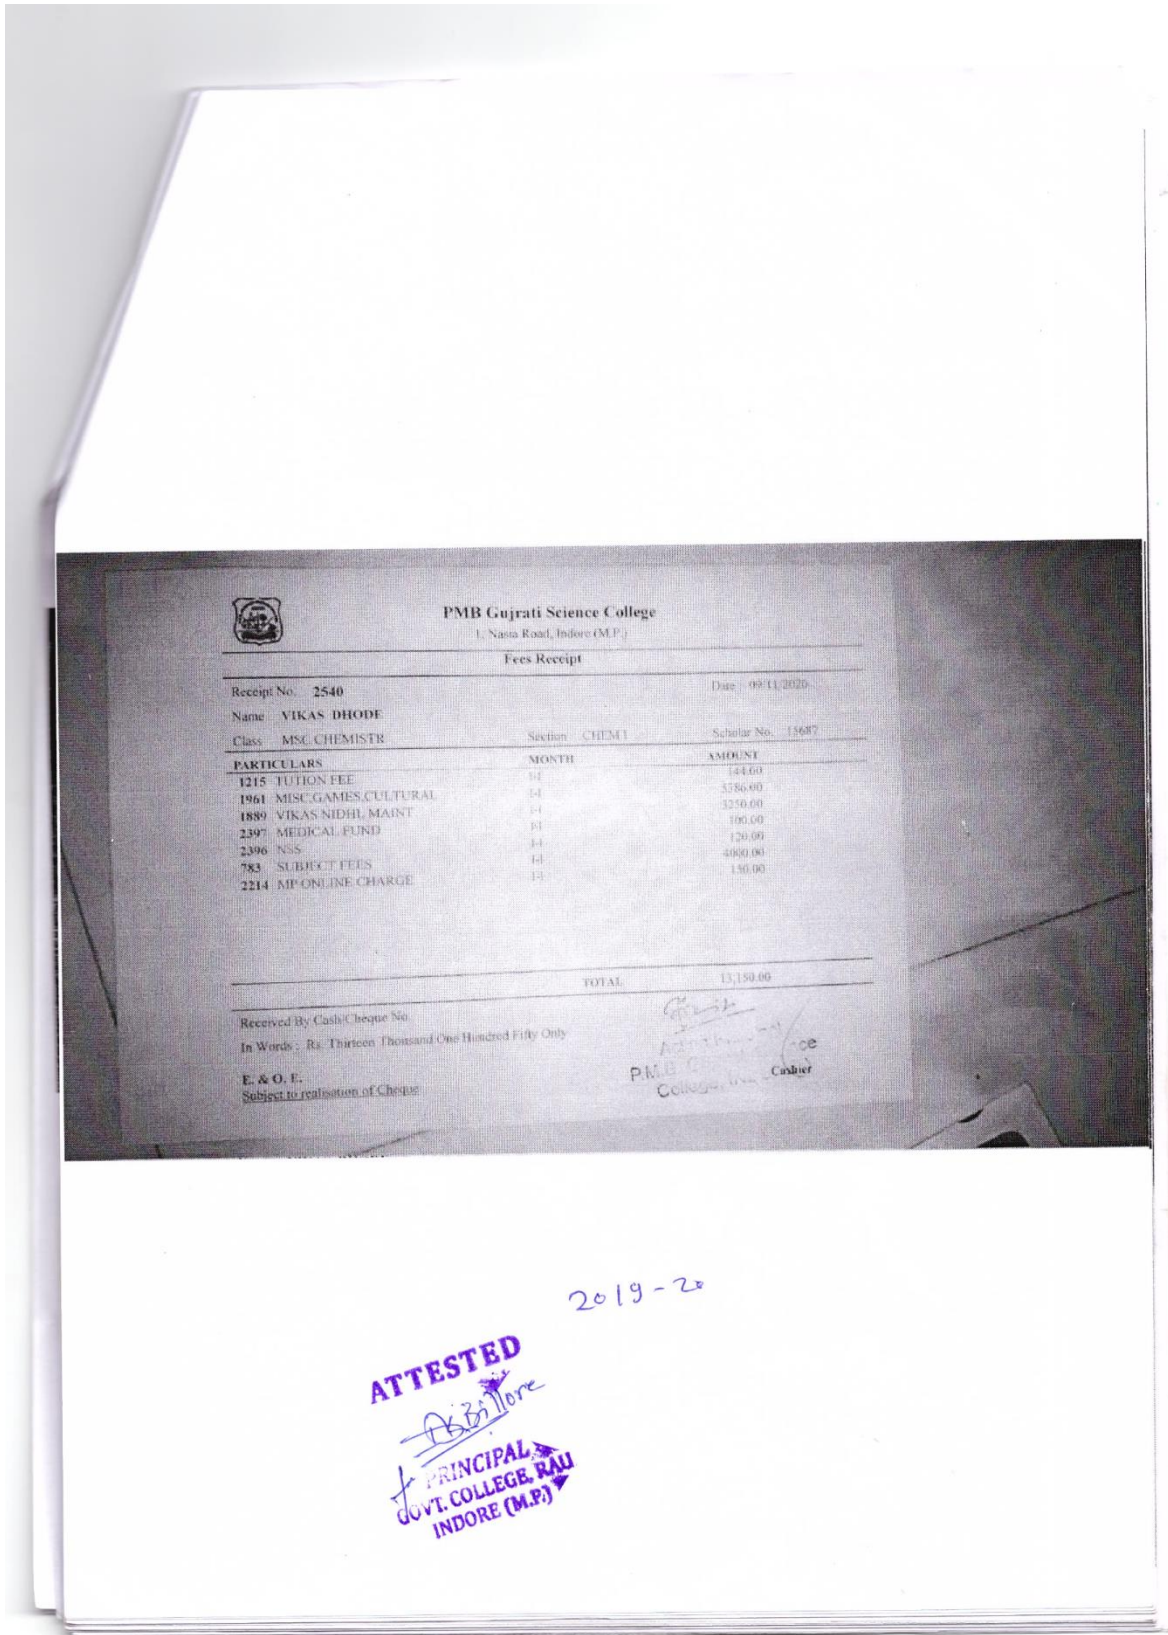 PMB Gujrati Science College
1, Nasia Road, Indore (M.P.)
Fees Receipt
Receipt No. 2540 Date 09/11/2020
Name VIKAS DHODE
Class MSC CHEMISTR Section CHEM1 Scholar No. 15687
PARTICULARS MONTH AMOUNT
1215 TUTION FEE 144.00
1961 MISC,GAMES,CULTURAL 5386.00
1889 VIKAS NIDHI, MAINT 3250.00
2397 MEDICAL FUND 100.00
2396 NSS 120.00
783 SUBJECT FEES 4000.00
2214 MP ONLINE CHARGE 150.00
TOTAL 13,150.00
Received By Cash/Cheque No.
In Words : Rs. Thirteen Thousand One Hundred Fifty Only
P.M.B
E. & O. E. Cashier
Subject to realisation of Cheque College,
2019-20
ATTESTED
PRINCIPAL
GOVT. COLLEGE, RAU
INDORE (M.P.)